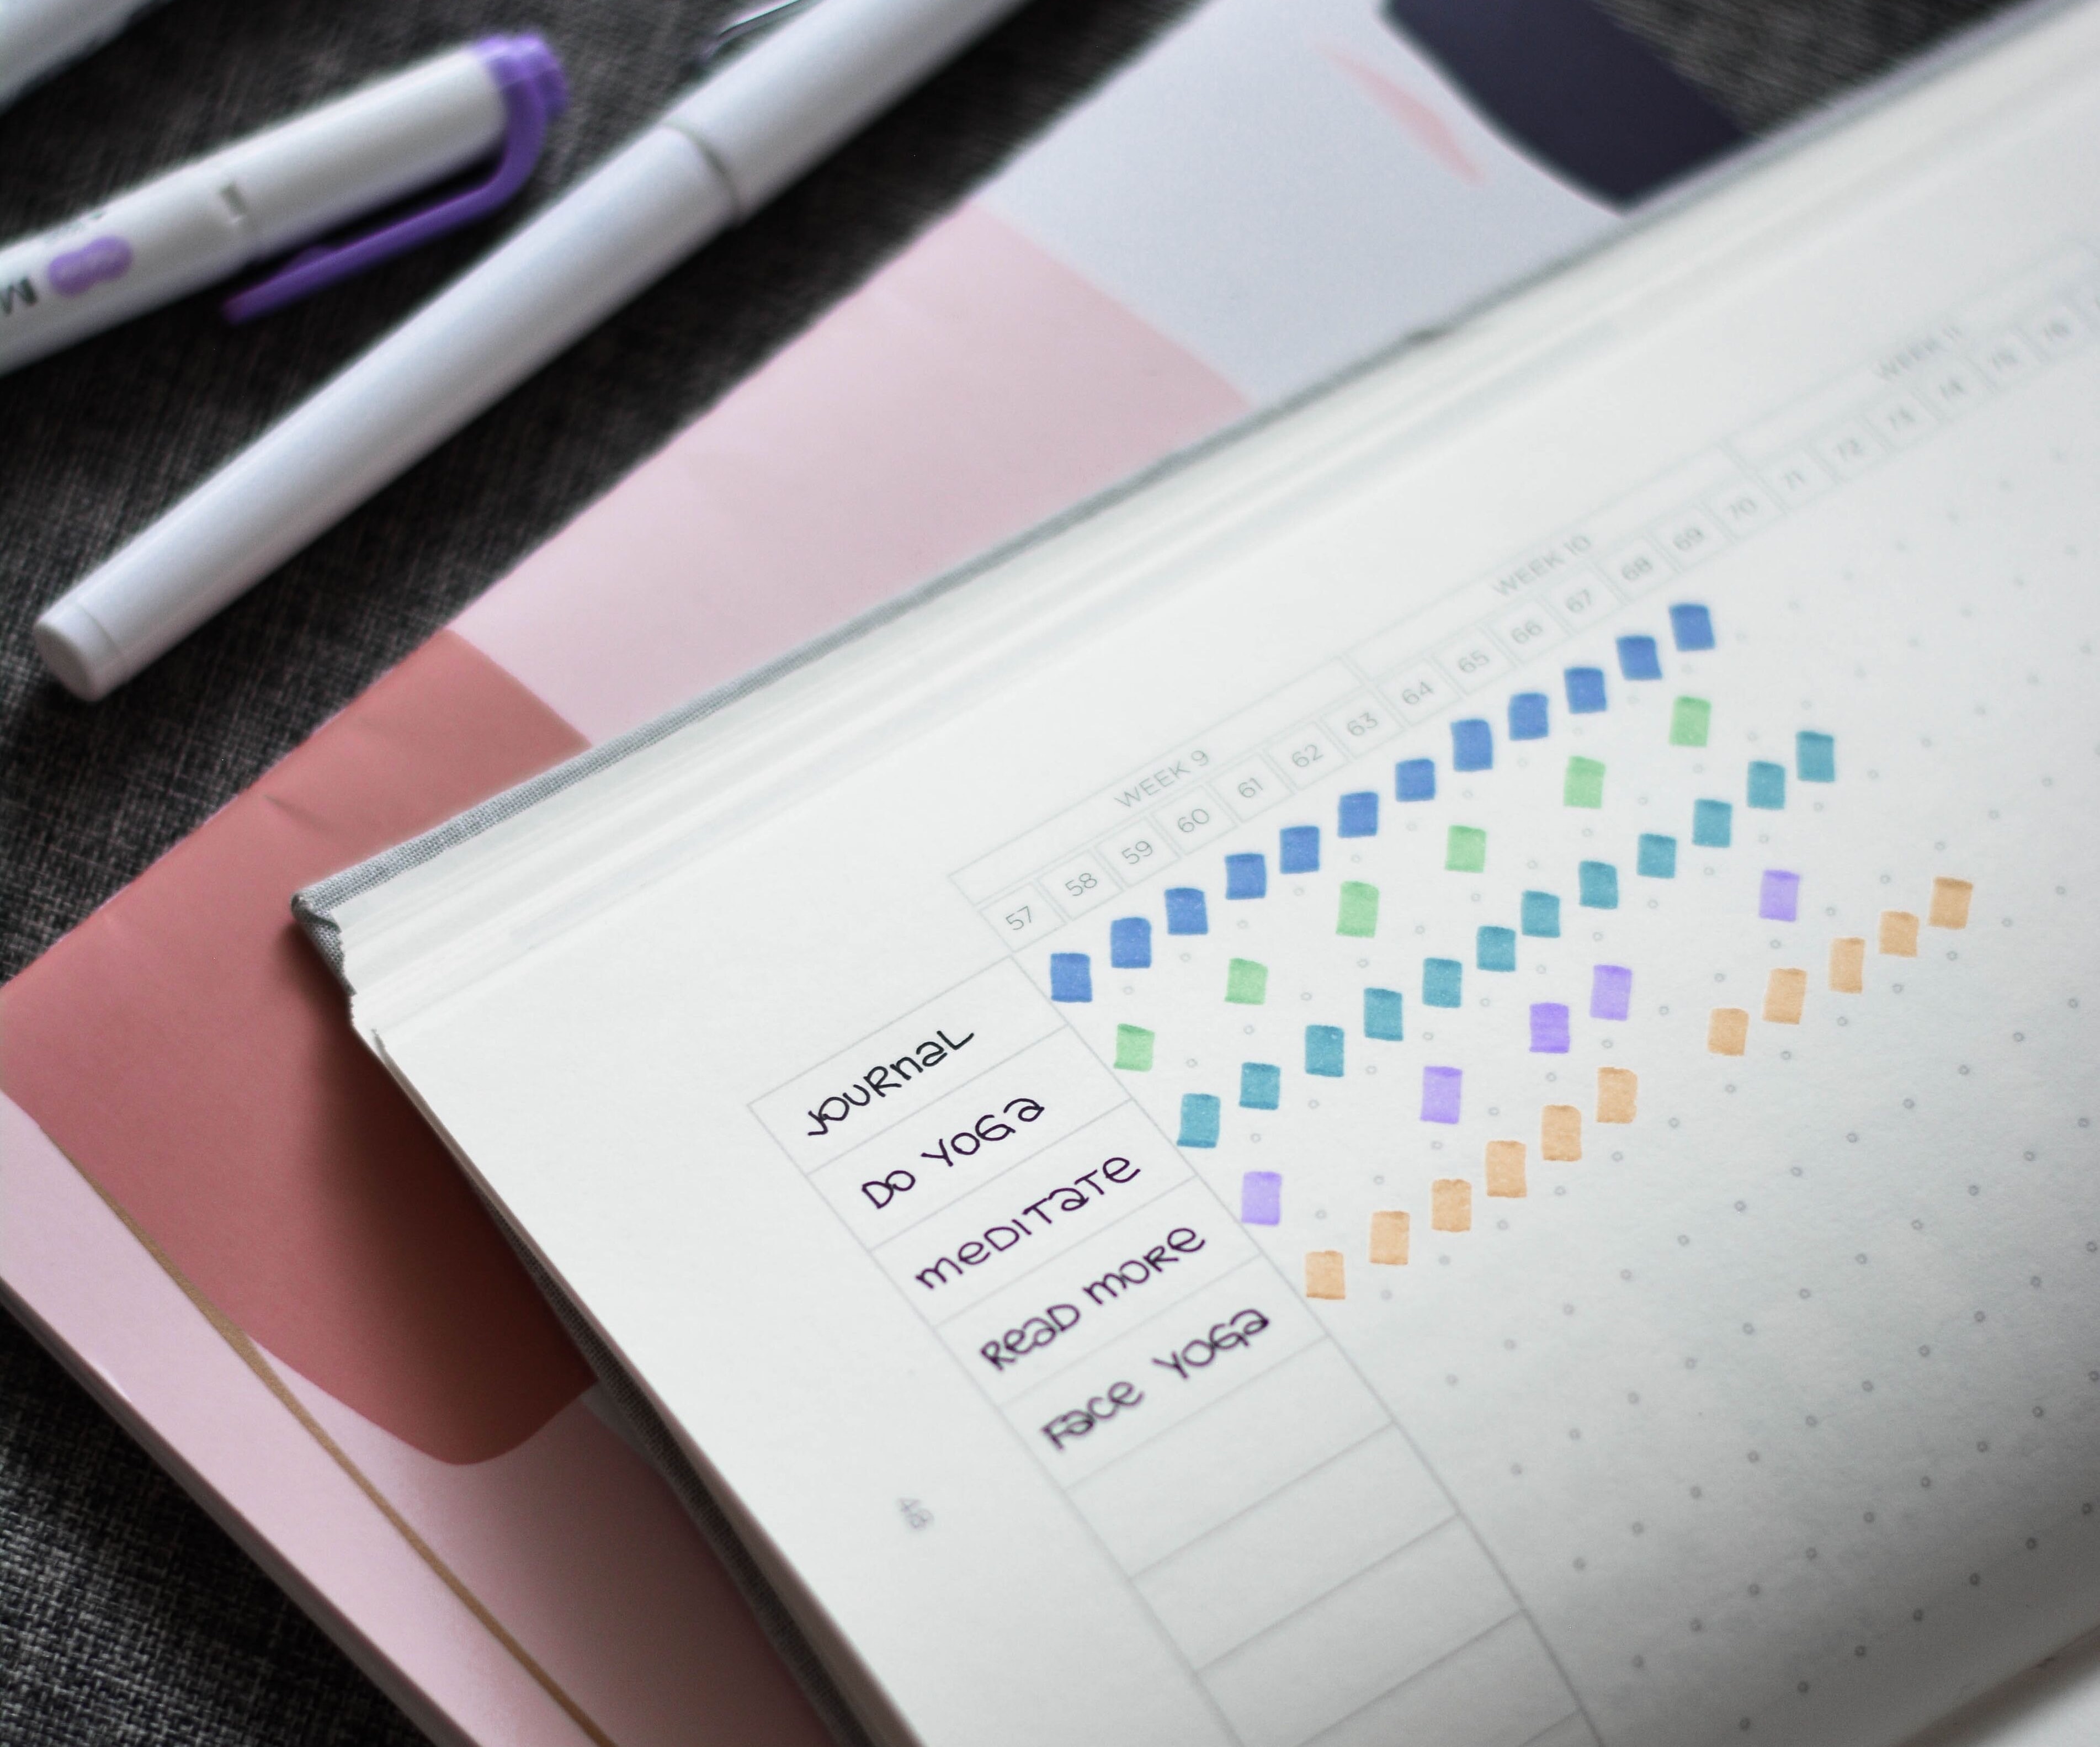 WEEK 9
WEEK 10
WEEK 11
57 58 59 60 61 62 63 64 65 66 67 68 69 70 71 72 73 74 75 76
JOURNAL
DO YOGA
MEDITATE
READ MORE
FACE YOGA
48
M